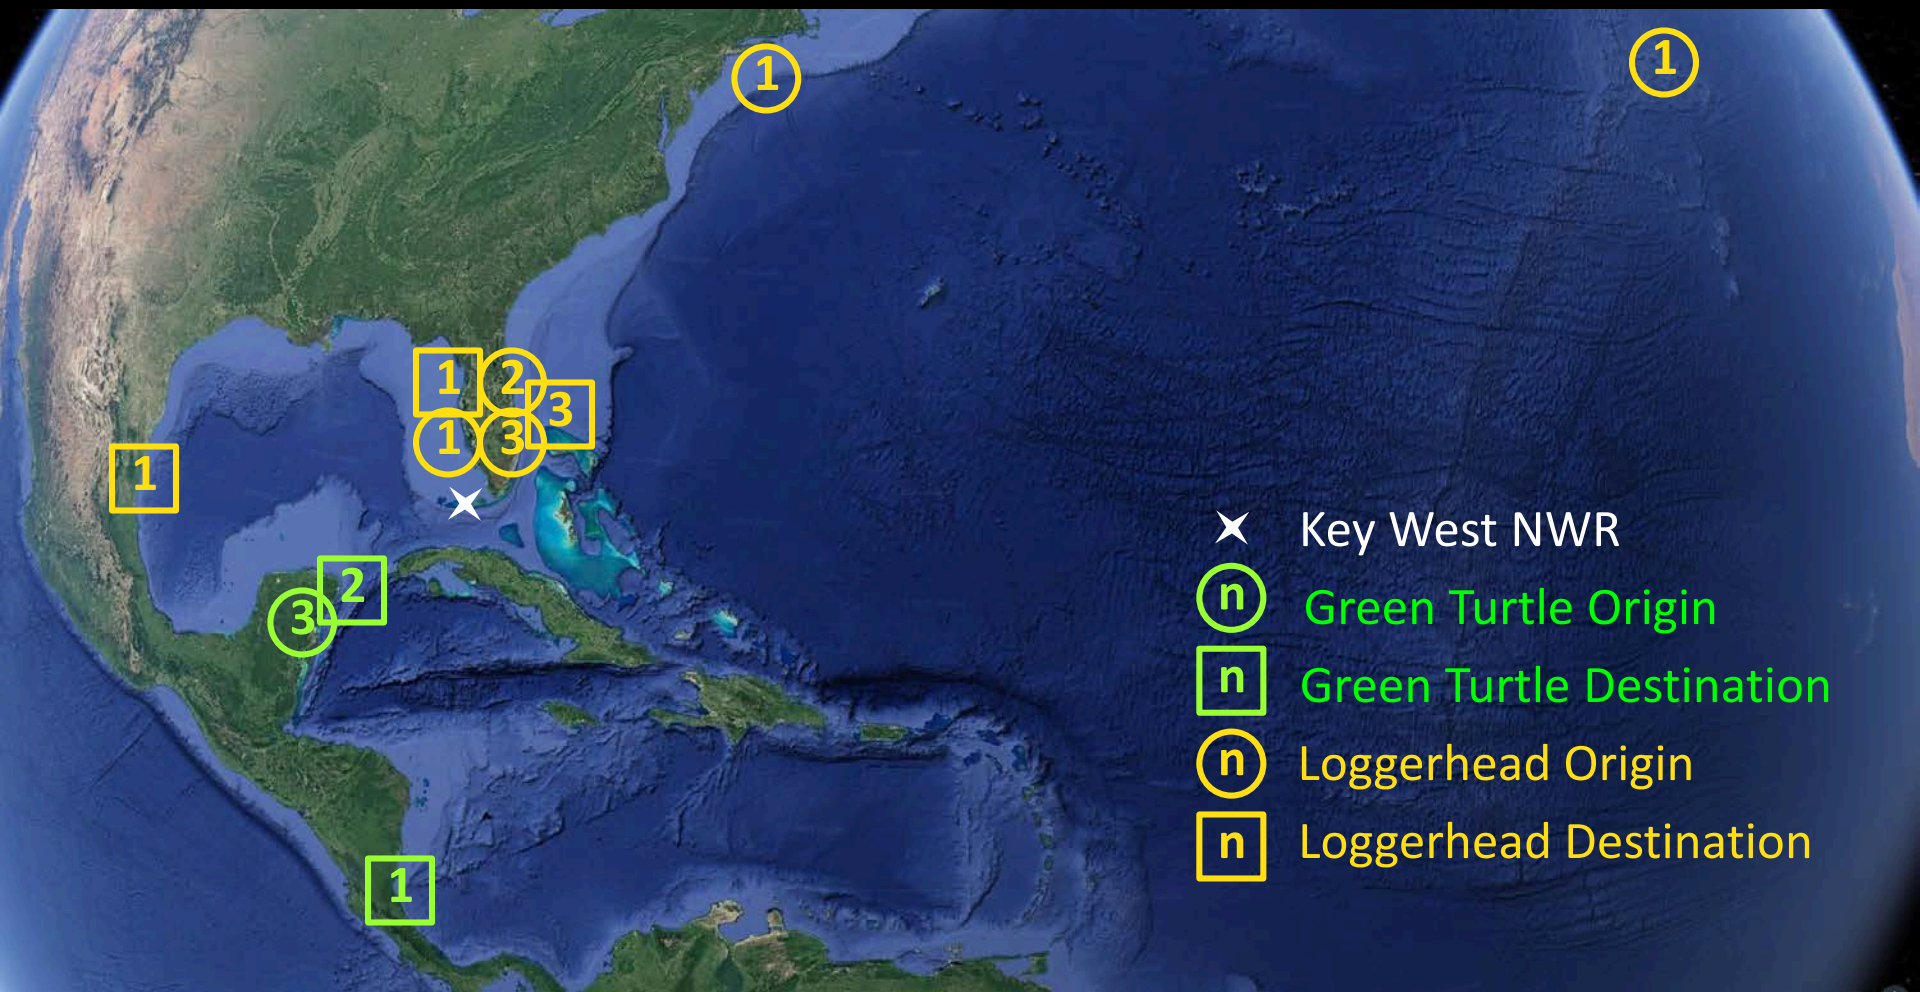 1
1
1
2
3
1
3
1
2
3
1
Key West NWR
n Green Turtle Origin
n Green Turtle Destination
n Loggerhead Origin
n Loggerhead Destination